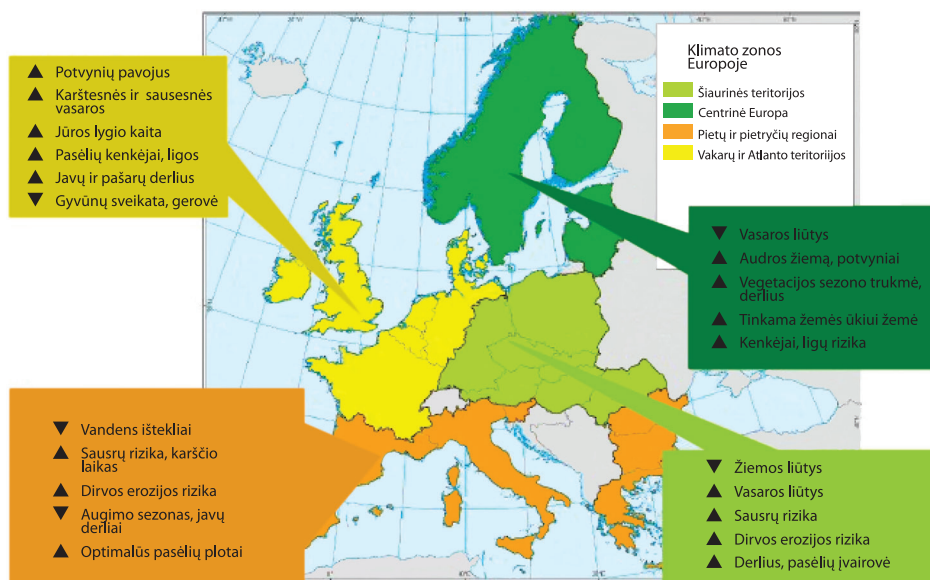 Potvynių pavojus
Karštesnės ir sausesnės
vasaros
Jūros lygio kaita
Pasėlių kenkėjai, ligos
Javų ir pašarų derlius
Gyvūnų sveikata, gerovė
Klimato zonos
Europoje
Šiaurinės teritorijos
Centrinė Europa
Pietų ir pietryčių regionai
Vakarų ir Atlanto teritoriijos
Vasaros liūtys
Audros žiemą, potvyniai
Vegetacijos sezono trukmė,
derlius
Tinkama žemės ūkiui žemė
Kenkėjai, ligų rizika
Vandens ištekliai
Sausrų rizika, karščio
laikas
Dirvos erozijos rizika
Augimo sezonas, javų
derliai
Optimalūs pasėlių plotai
Žiemos liūtys
Vasaros liūtys
Sausrų rizika
Dirvos erozijos rizika
Derlius, pasėlių įvairovė